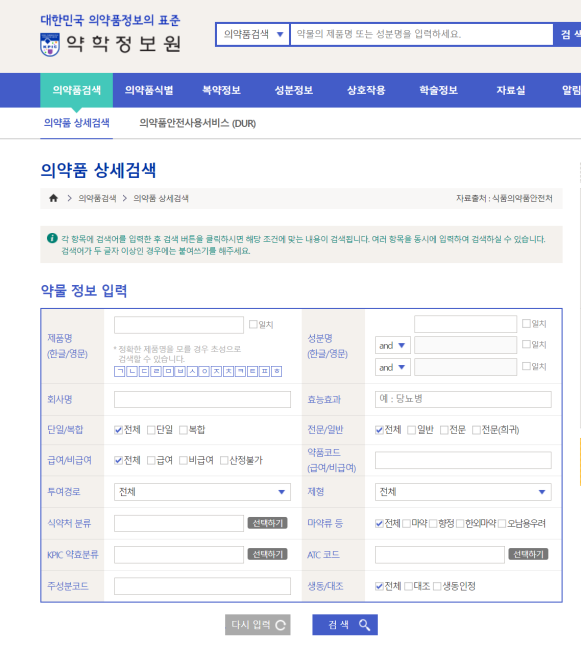 대한민국 의약품정보의 표준
약 학 정 보 원
의약품검색 ▼ 약물의 제품명 또는 성분명을 입력하세요. 검 색
의약품검색 의약품식별 복약정보 성분정보 상호작용 학술정보 자료실 알림
의약품 상세검색 의약품안전사용서비스 (DUR)
의약품 상세검색
> 의약품검색 > 의약품 상세검색 자료출처 : 식품의약품안전처
각 항목에 검색어를 입력한 후 검색 버튼을 클릭하시면 해당 조건에 맞는 내용이 검색됩니다. 여러 항목을 동시에 입력하여 검색하실 수 있습니다.
검색어가 두 글자 이상인 경우에는 붙여쓰기를 해주세요.
약물 정보 입력
제품명
(한글/영문)
일치
* 정확한 제품명을 모를 경우 초성으로
검색할 수 있습니다.
ㄱ ㄴ ㄷ ㄹ ㅁ ㅂ ㅅ ㅇ ㅈ ㅊ ㅋ ㅌ ㅍ ㅎ
성분명
(한글/영문)
일치
and ▼ 일치
and ▼ 일치
회사명 효능효과 예 : 당뇨병
단일/복합 전체 단일 복합 전문/일반 전체 일반 전문 전문(희귀)
급여/비급여 전체 급여 비급여 산정불가 약품코드
(급여/비급여)
투여경로 전체 ▼ 제형 전체 ▼
식약처 분류 선택하기 마약류 등 전체 마약 향정 한외마약 오남용우려
KPIC 약효분류 선택하기 ATC 코드 선택하기
주성분코드 생동/대조 전체 대조 생동인정
다시 입력 검 색